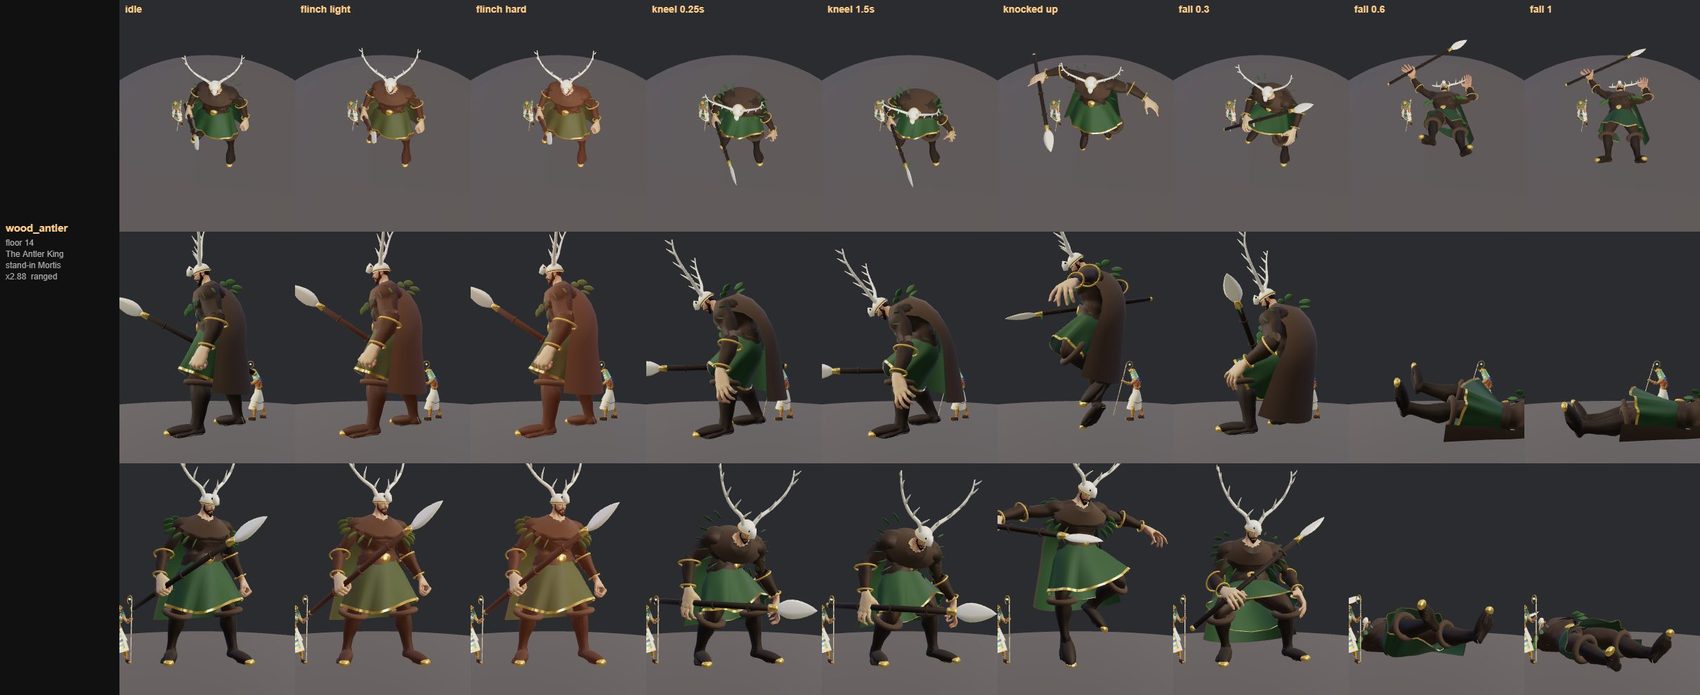 idle
flinch light
flinch hard
kneel 0.25s
kneel 1.5s
knocked up
fall 0.3
fall 0.6
fall 1
wood_antler
floor 14
The Antler King
stand-in Mortis
x2.88 ranged